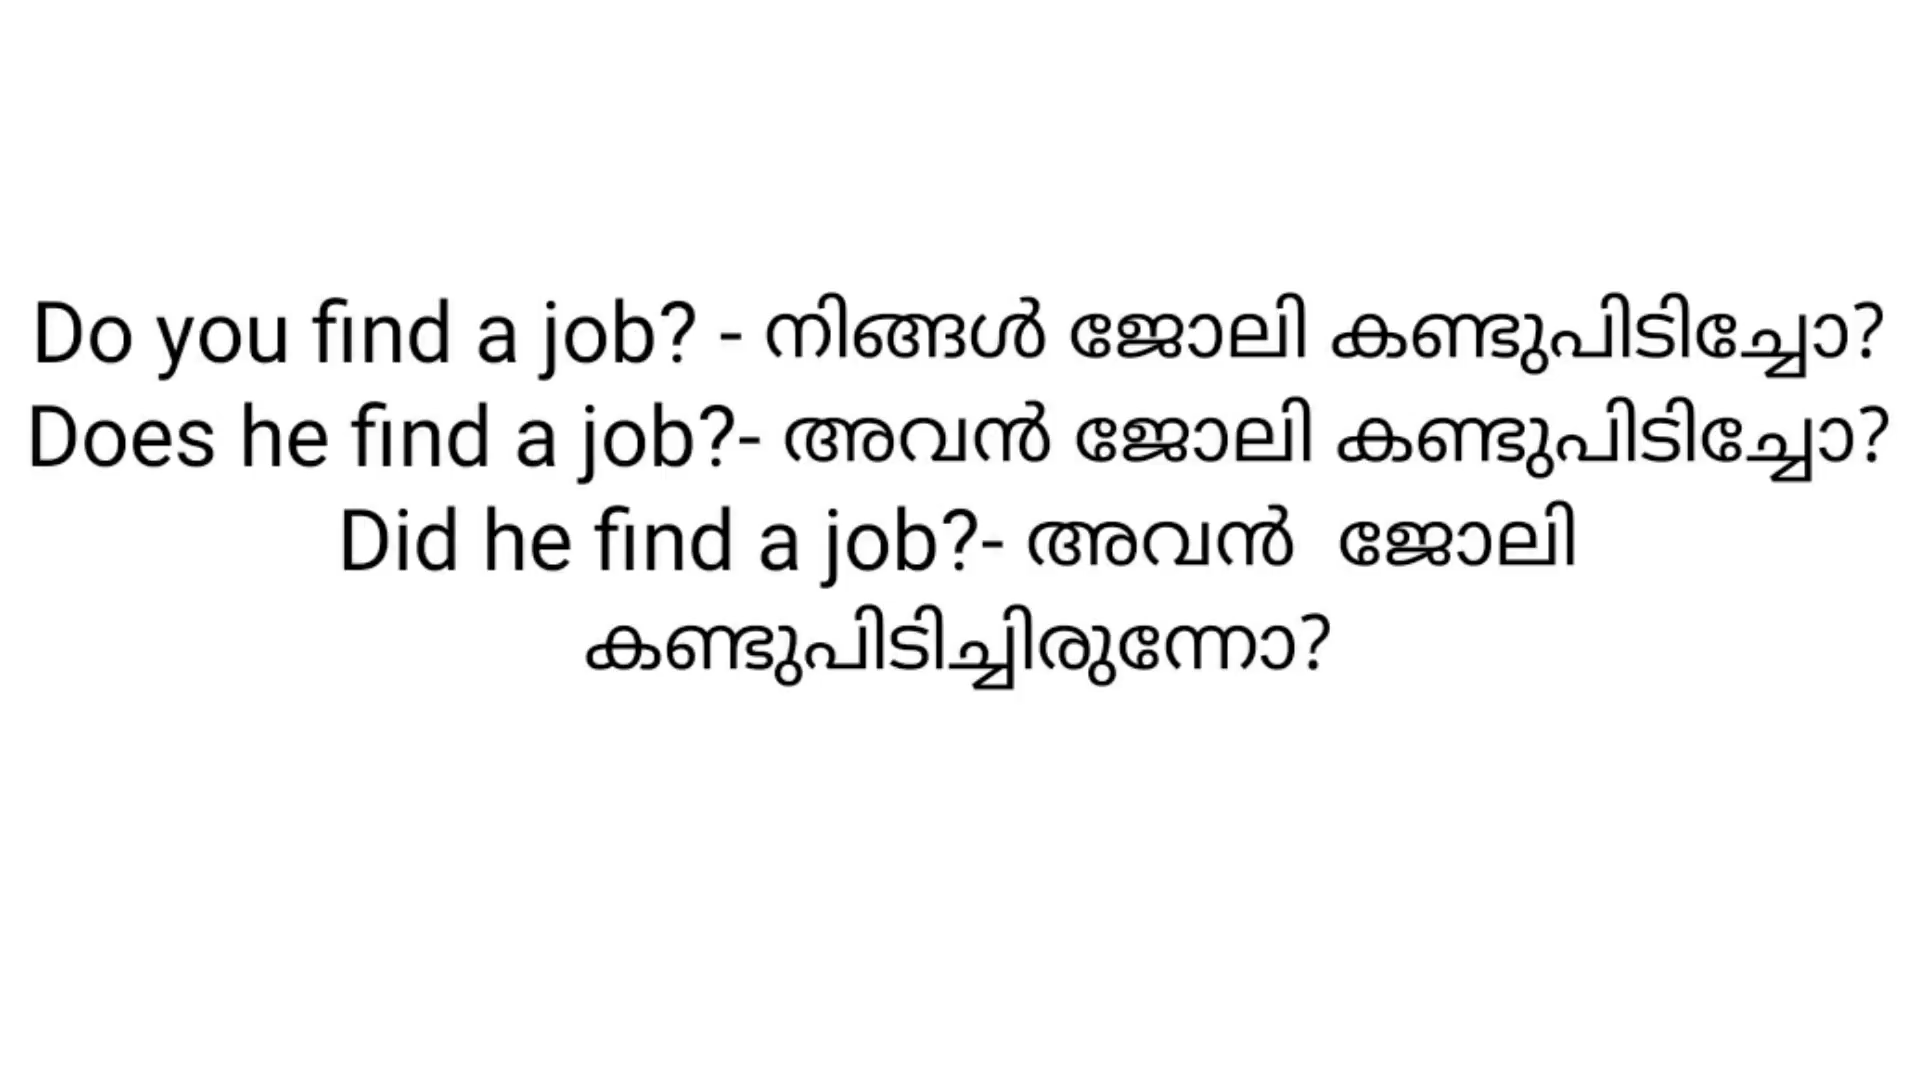 Do you find a job? - നിങ്ങൾ ജോലി കണ്ടുപിടിച്ചോ?
Does he find a job?- അവൻ ജോലി കണ്ടുപിടിച്ചോ?
Did he find a job?- അവൻ  ജോലി
കണ്ടുപിടിച്ചിരുന്നോ?